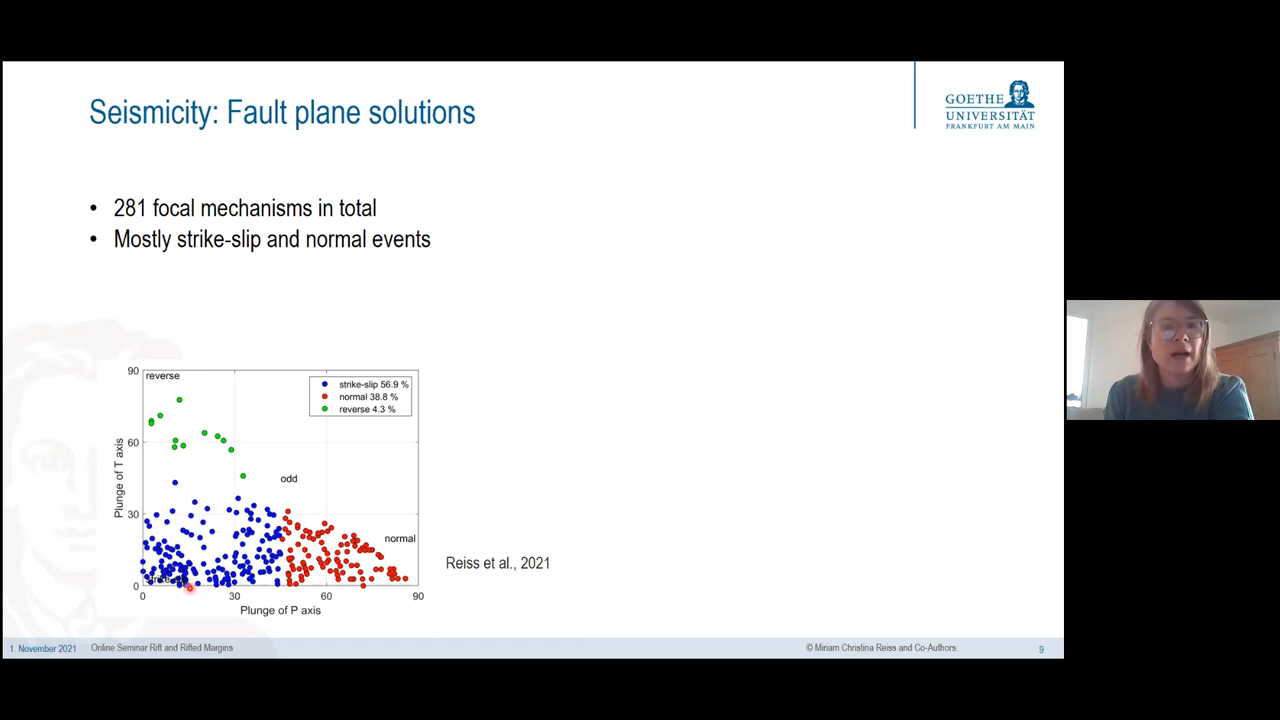 Seismicity: Fault plane solutions
GOETHE
UNIVERSITÄT
FRANKFURT AM MAIN
• 281 focal mechanisms in total
• Mostly strike-slip and normal events
90
reverse
strike-slip 56.9 %
normal 38.8 %
reverse 4.3 %
60
Plunge of T axis
odd
30
normal
Reiss et al., 2021
0
0 30 60 90
Plunge of P axis
1. November 2021
Online Seminar Rift and Rifted Margins
© Miriam Christina Reiss and Co-Authors.
9